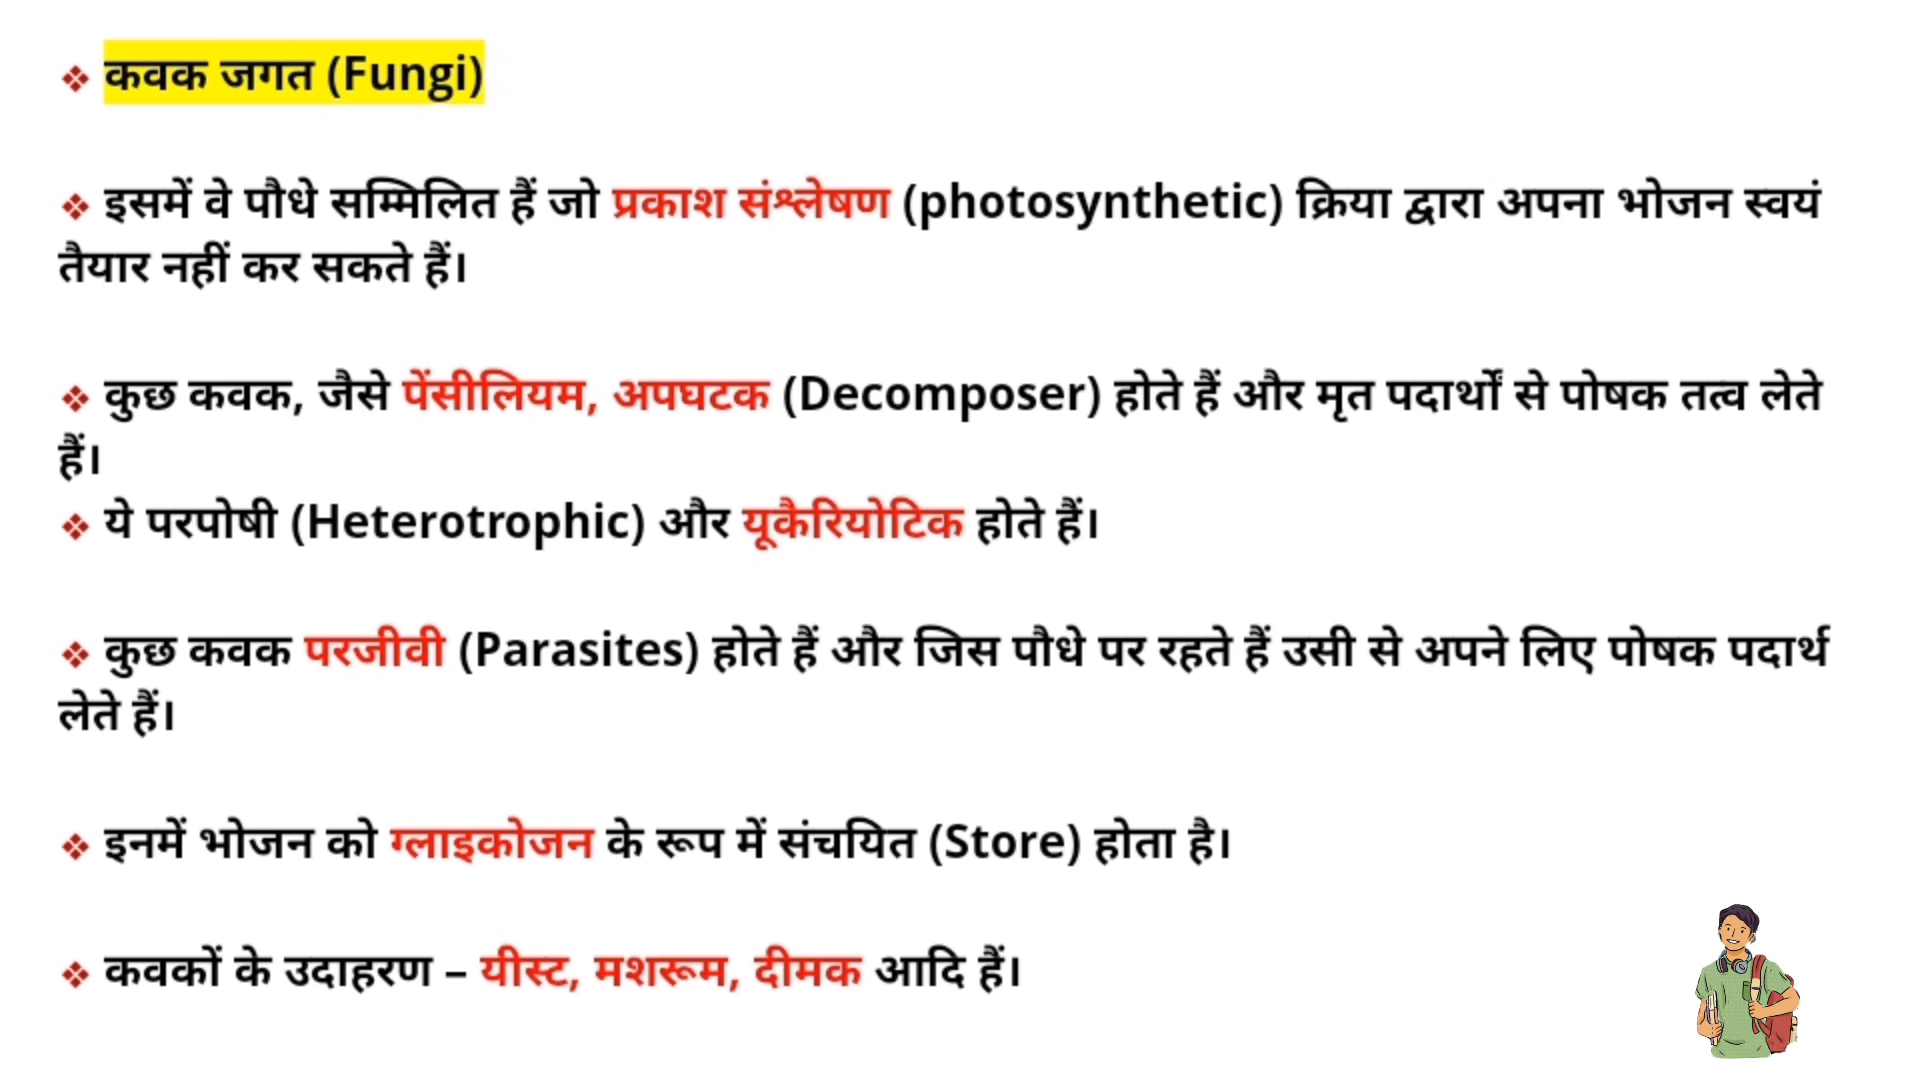 ❖ कवक जगत (Fungi)
❖ इसमें वे पौधे सम्मिलित हैं जो प्रकाश संश्लेषण (photosynthetic) क्रिया द्वारा अपना भोजन स्वयं
तैयार नहीं कर सकते हैं।
❖ कुछ कवक, जैसे पेंसीलियम, अपघटक (Decomposer) होते हैं और मृत पदार्थों से पोषक तत्व लेते
हैं।
❖ ये परपोषी (Heterotrophic) और यूकैरियोटिक होते हैं।
❖ कुछ कवक परजीवी (Parasites) होते हैं और जिस पौधे पर रहते हैं उसी से अपने लिए पोषक पदार्थ
लेते हैं।
❖ इनमें भोजन को ग्लाइकोजन के रूप में संचयित (Store) होता है।
❖ कवकों के उदाहरण – यीस्ट, मशरूम, दीमक आदि हैं।